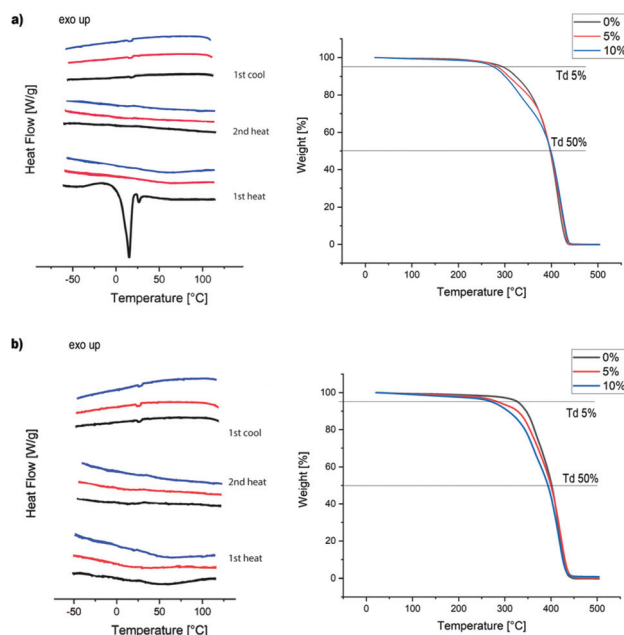 a)
exo up
Heat Flow [W/g]
1st cool
2nd heat
1st heat
-50 0 50 100
Temperature [°C]
Weight [%]
100
80
60
40
20
0
0%
5%
10%
Td 5%
Td 50%
0 100 200 300 400 500
Temperature [°C]
b)
exo up
Heat Flow [W/g]
1st cool
2nd heat
1st heat
-50 0 50 100
Temperature [°C]
Weight [%]
100
80
60
40
20
0
0%
5%
10%
Td 5%
Td 50%
0 100 200 300 400 500
Temperature [°C]